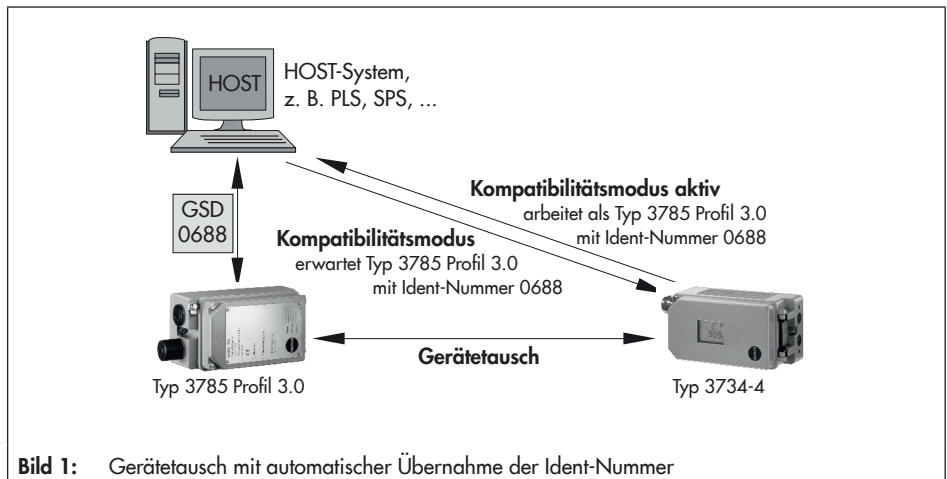 HOST
HOST-System,
z. B. PLS, SPS, ...
GSD
0688
Kompatibilitätsmodus aktiv
arbeitet als Typ 3785 Profil 3.0
mit Ident-Nummer 0688
Kompatibilitätsmodus
erwartet Typ 3785 Profil 3.0
mit Ident-Nummer 0688
Gerätetausch
Typ 3785 Profil 3.0
Typ 3734-4
Bild 1: Gerätetausch mit automatischer Übernahme der Ident-Nummer